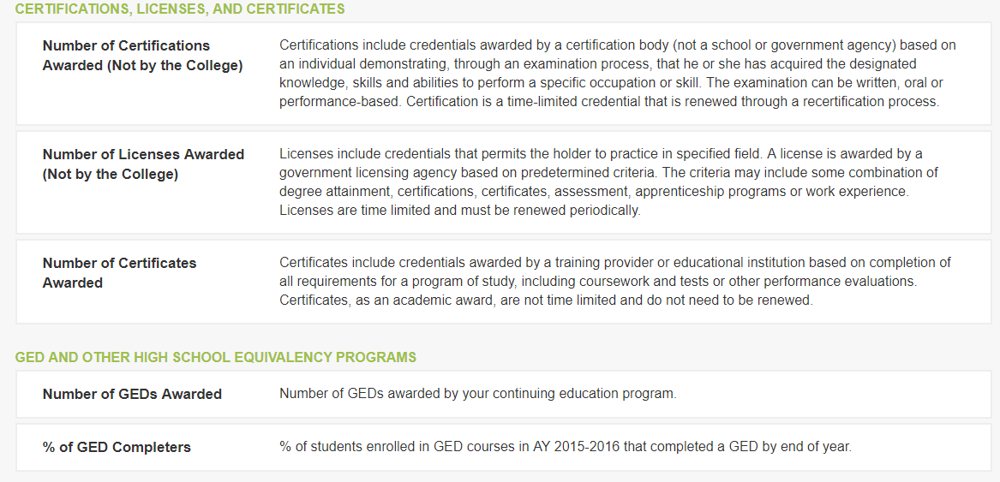 CERTIFICATIONS, LICENSES, AND CERTIFICATES
Number of Certifications
Awarded (Not by the College)
Certifications include credentials awarded by a certification body (not a school or government agency) based on
an individual demonstrating, through an examination process, that he or she has acquired the designated
knowledge, skills and abilities to perform a specific occupation or skill. The examination can be written, oral or
performance-based. Certification is a time-limited credential that is renewed through a recertification process.
Number of Licenses Awarded
(Not by the College)
Licenses include credentials that permits the holder to practice in specified field. A license is awarded by a
government licensing agency based on predetermined criteria. The criteria may include some combination of
degree attainment, certifications, certificates, assessment, apprenticeship programs or work experience.
Licenses are time limited and must be renewed periodically.
Number of Certificates
Awarded
Certificates include credentials awarded by a training provider or educational institution based on completion of
all requirements for a program of study, including coursework and tests or other performance evaluations.
Certificates, as an academic award, are not time limited and do not need to be renewed.
GED AND OTHER HIGH SCHOOL EQUIVALENCY PROGRAMS
Number of GEDs Awarded
Number of GEDs awarded by your continuing education program.
% of GED Completers
% of students enrolled in GED courses in AY 2015-2016 that completed a GED by end of year.